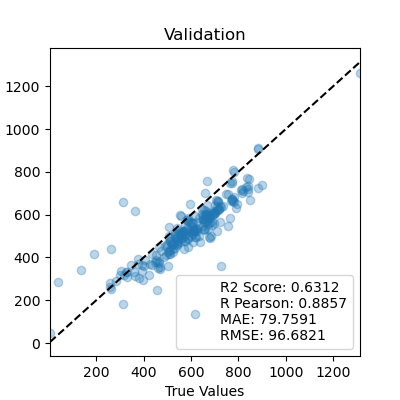 Validation
1200
1000
800
600
400
200
0
R2 Score: 0.6312
R Pearson: 0.8857
MAE: 79.7591
RMSE: 96.6821
200 400 600 800 1000 1200
True Values